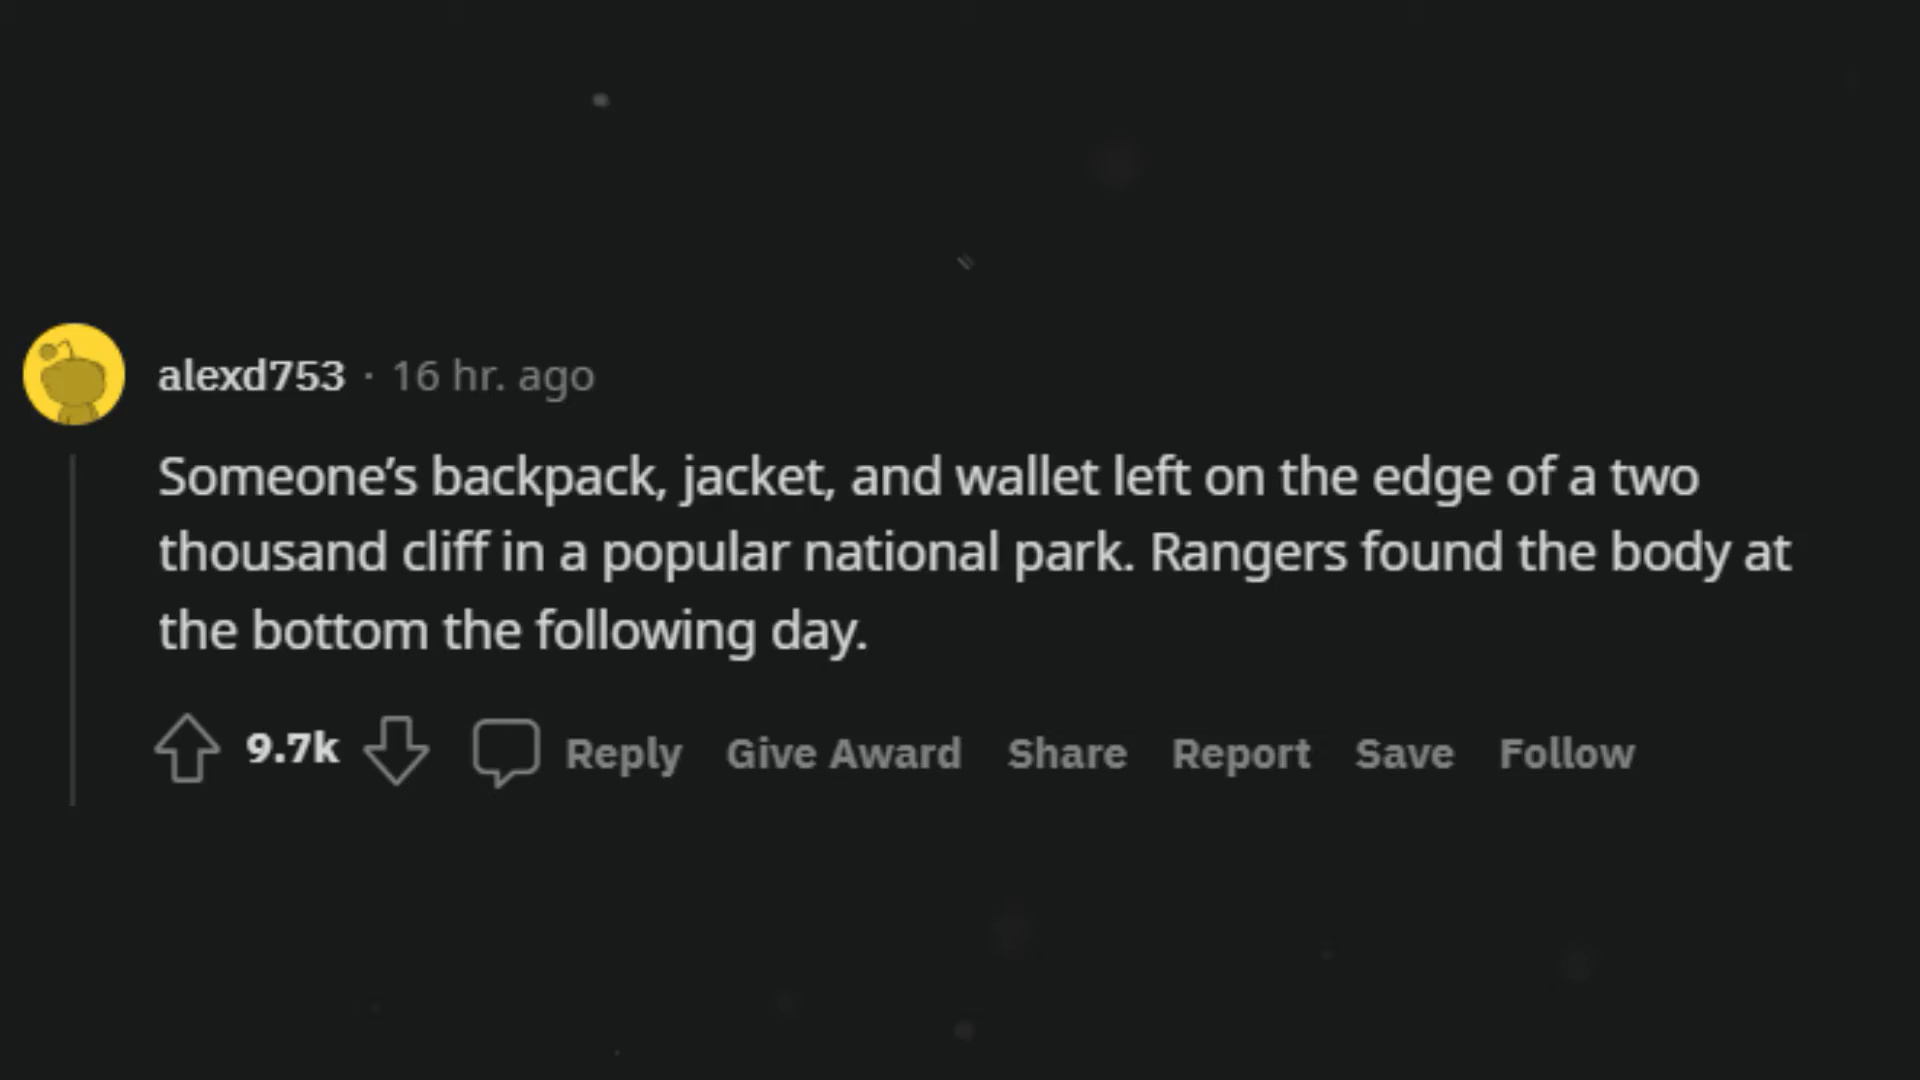 alexd753 · 16 hr. ago
Someone’s backpack, jacket, and wallet left on the edge of a two
thousand cliff in a popular national park. Rangers found the body at
the bottom the following day.
9.7k Reply Give Award Share Report Save Follow